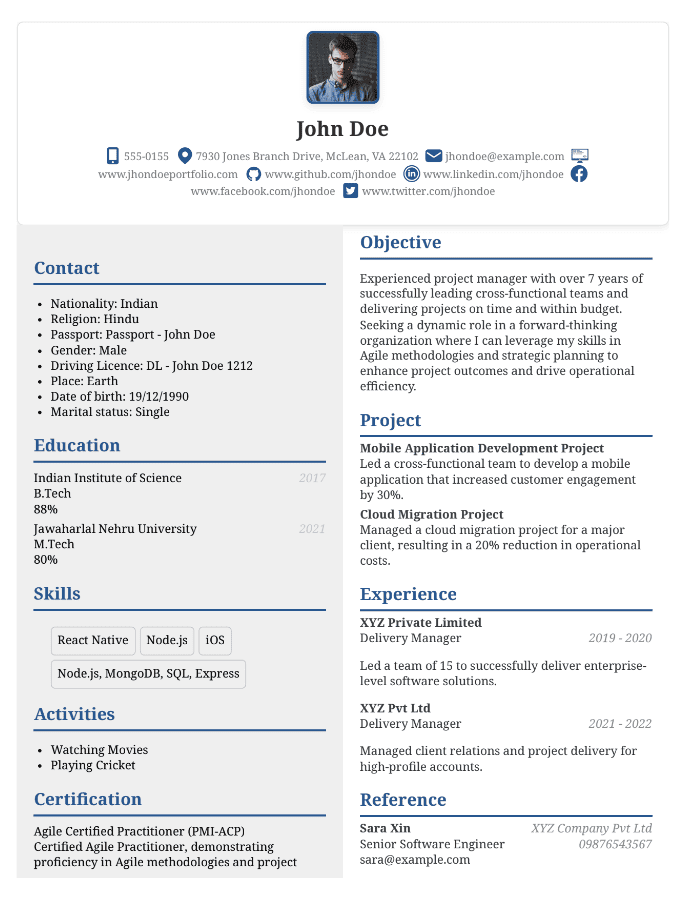 John Doe
555-0155 7930 Jones Branch Drive, McLean, VA 22102 jhondoe@example.com
www.jhondoeportfolio.com www.github.com/jhondoe www.linkedin.com/jhondoe
www.facebook.com/jhondoe www.twitter.com/jhondoe
Contact
• Nationality: Indian
• Religion: Hindu
• Passport: Passport - John Doe
• Gender: Male
• Driving Licence: DL - John Doe 1212
• Place: Earth
• Date of birth: 19/12/1990
• Marital status: Single
Education
Indian Institute of Science 2017
B.Tech
88%
Jawaharlal Nehru University 2021
M.Tech
80%
Skills
React Native Node.js iOS
Node.js, MongoDB, SQL, Express
Activities
• Watching Movies
• Playing Cricket
Certification
Agile Certified Practitioner (PMI-ACP)
Certified Agile Practitioner, demonstrating
proficiency in Agile methodologies and project
Objective
Experienced project manager with over 7 years of
successfully leading cross-functional teams and
delivering projects on time and within budget.
Seeking a dynamic role in a forward-thinking
organization where I can leverage my skills in
Agile methodologies and strategic planning to
enhance project outcomes and drive operational
efficiency.
Project
Mobile Application Development Project
Led a cross-functional team to develop a mobile
application that increased customer engagement
by 30%.
Cloud Migration Project
Managed a cloud migration project for a major
client, resulting in a 20% reduction in operational
costs.
Experience
XYZ Private Limited
Delivery Manager 2019 - 2020
Led a team of 15 to successfully deliver enterprise-
level software solutions.
XYZ Pvt Ltd
Delivery Manager 2021 - 2022
Managed client relations and project delivery for
high-profile accounts.
Reference
Sara Xin XYZ Company Pvt Ltd
Senior Software Engineer 09876543567
sara@example.com